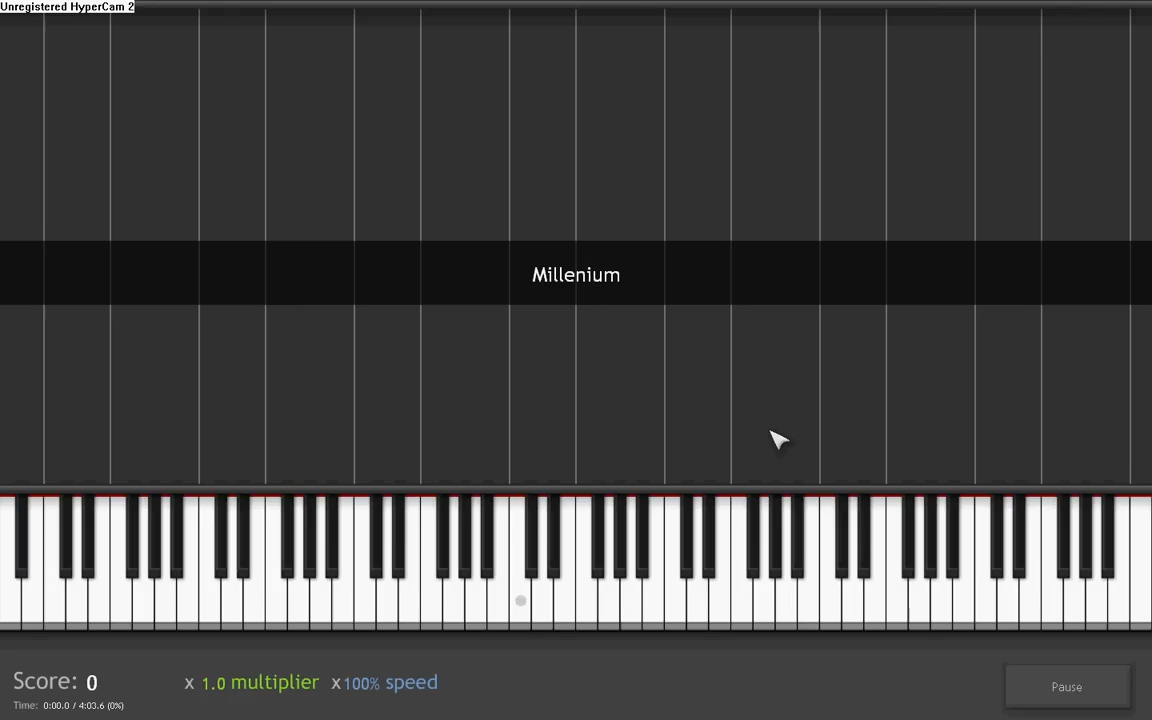 Unregistered HyperCam 2
Millenium
Score: 0 x 1.0 multiplier x100% speed
Time: 0:00.0 / 4:03.6 (0%)
Pause